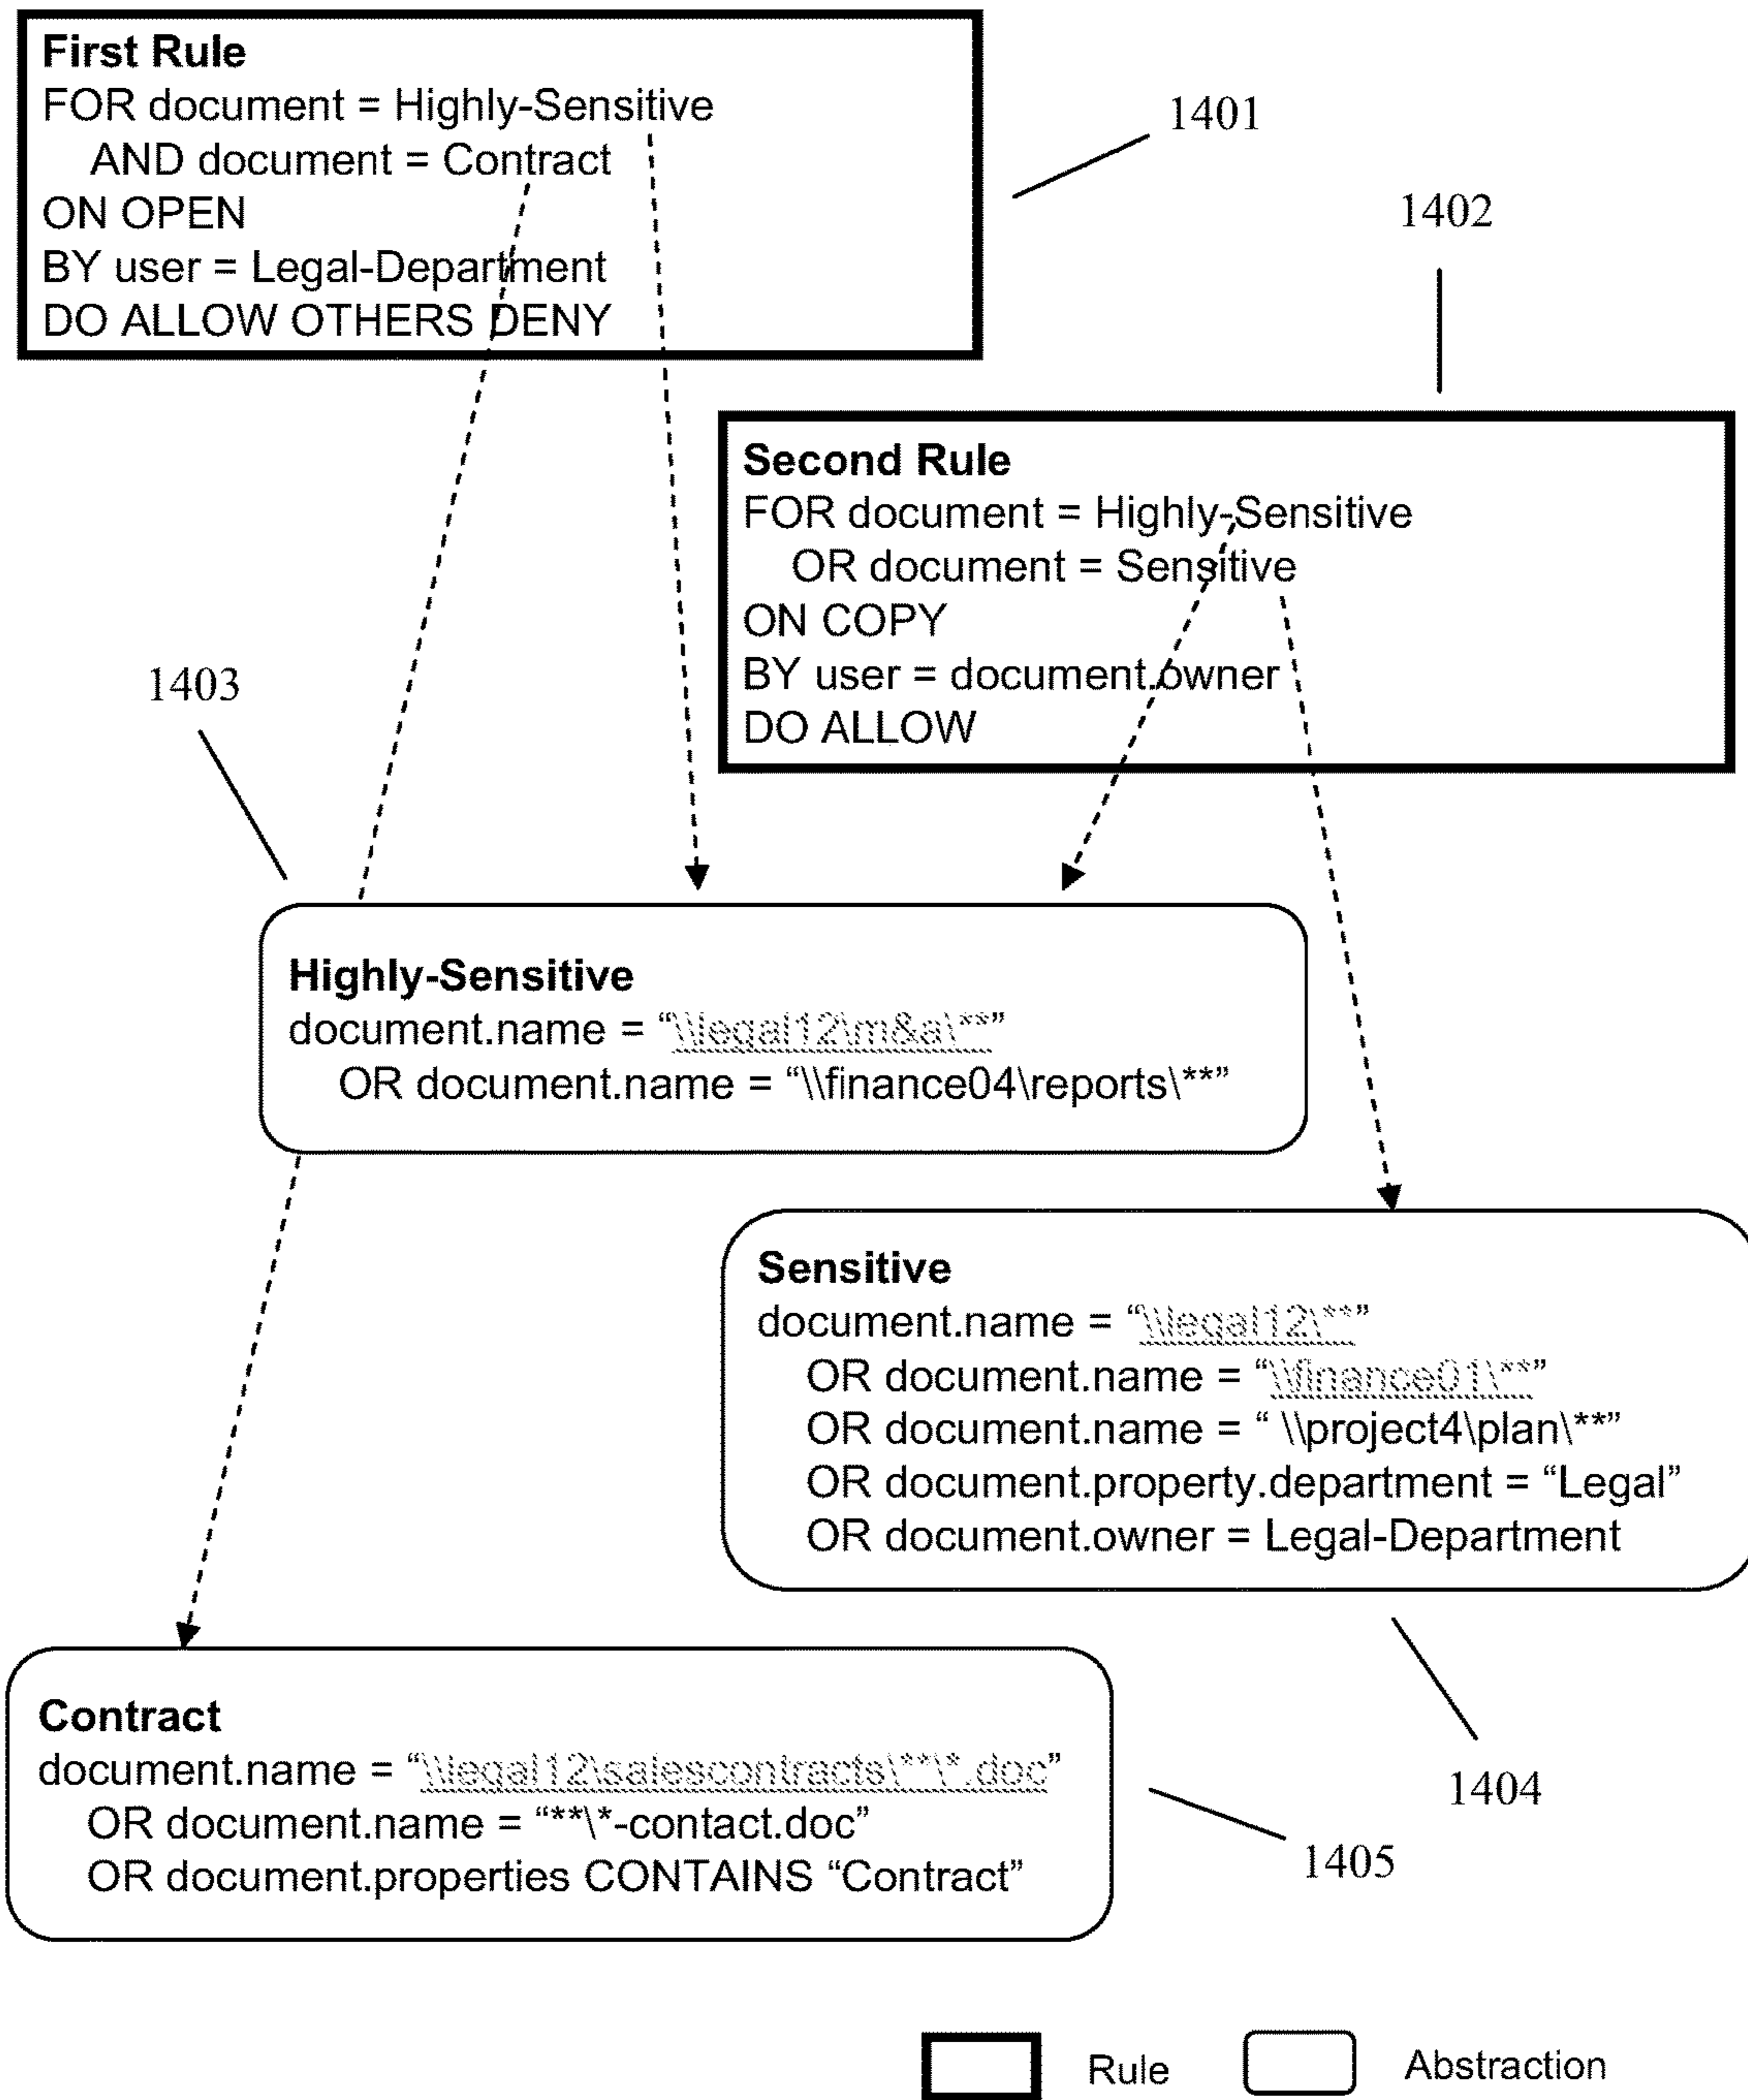 First Rule
FOR document = Highly-Sensitive
AND document = Contract
ON OPEN
BY user = Legal-Department
DO ALLOW OTHERS DENY
1401
1402
Second Rule
FOR document = Highly-Sensitive
OR document = Sensitive
ON COPY
BY user = document.owner
DO ALLOW
1403
Highly-Sensitive
document.name = “\\legal12\m&a\**”
OR document.name = “\\finance04\reports\**”
Sensitive
document.name = “\\legal12\**”
OR document.name = “\\finance01\**”
OR document.name = “ \\project4\plan\**”
OR document.property.department = “Legal”
OR document.owner = Legal-Department
1404
Contract
document.name = “\\legal12\salescontracts\**\*.doc”
OR document.name = “**\*-contact.doc”
OR document.properties CONTAINS “Contract”
1405
Rule
Abstraction